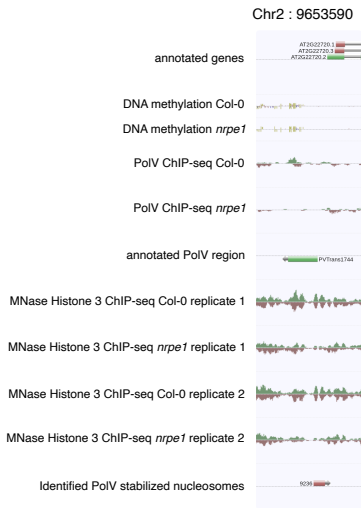 Chr2 : 9653590
AT2G22720.1
AT2G22720.3
annotated genes
AT2G22720.2
DNA methylation Col-0
DNA methylation nrpe1
PolV ChIP-seq Col-0
PolV ChIP-seq nrpe1
annotated PolV region
PVTrans1744
MNase Histone 3 ChIP-seq Col-0 replicate 1
MNase Histone 3 ChIP-seq nrpe1 replicate 1
MNase Histone 3 ChIP-seq Col-0 replicate 2
MNase Histone 3 ChIP-seq nrpe1 replicate 2
Identified PolV stabilized nucleosomes
9236